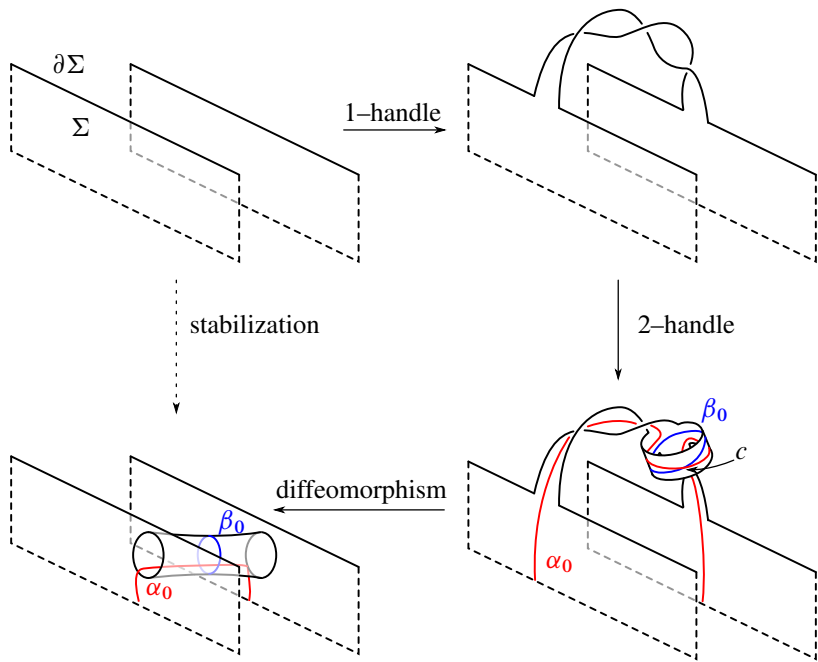 ∂Σ
Σ
1–handle
stabilization
2–handle
β₀
c
diffeomorphism
β₀
α₀
α₀